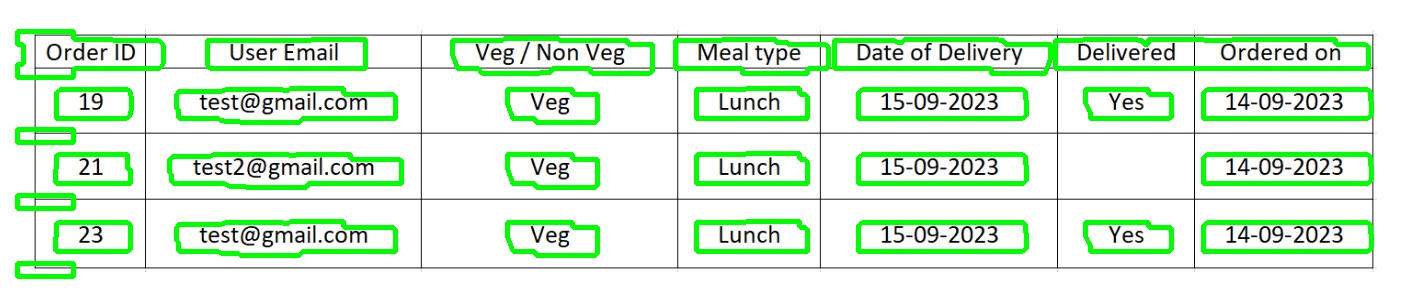 Order ID User Email Veg / Non Veg Meal type Date of Delivery Delivered Ordered on
19 test@gmail.com Veg Lunch 15-09-2023 Yes 14-09-2023
21 test2@gmail.com Veg Lunch 15-09-2023 14-09-2023
23 test@gmail.com Veg Lunch 15-09-2023 Yes 14-09-2023